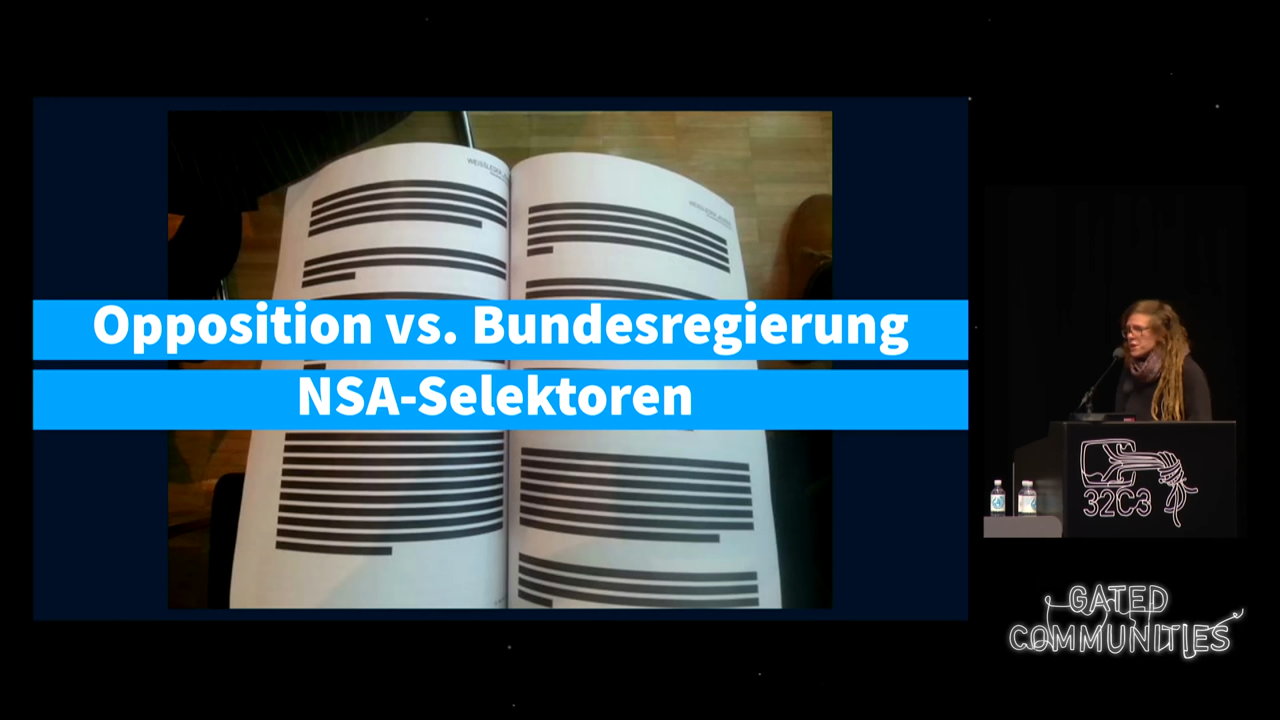 Opposition vs. Bundesregierung
NSA-Selektoren
32C3
GATED
COMMUNITIES